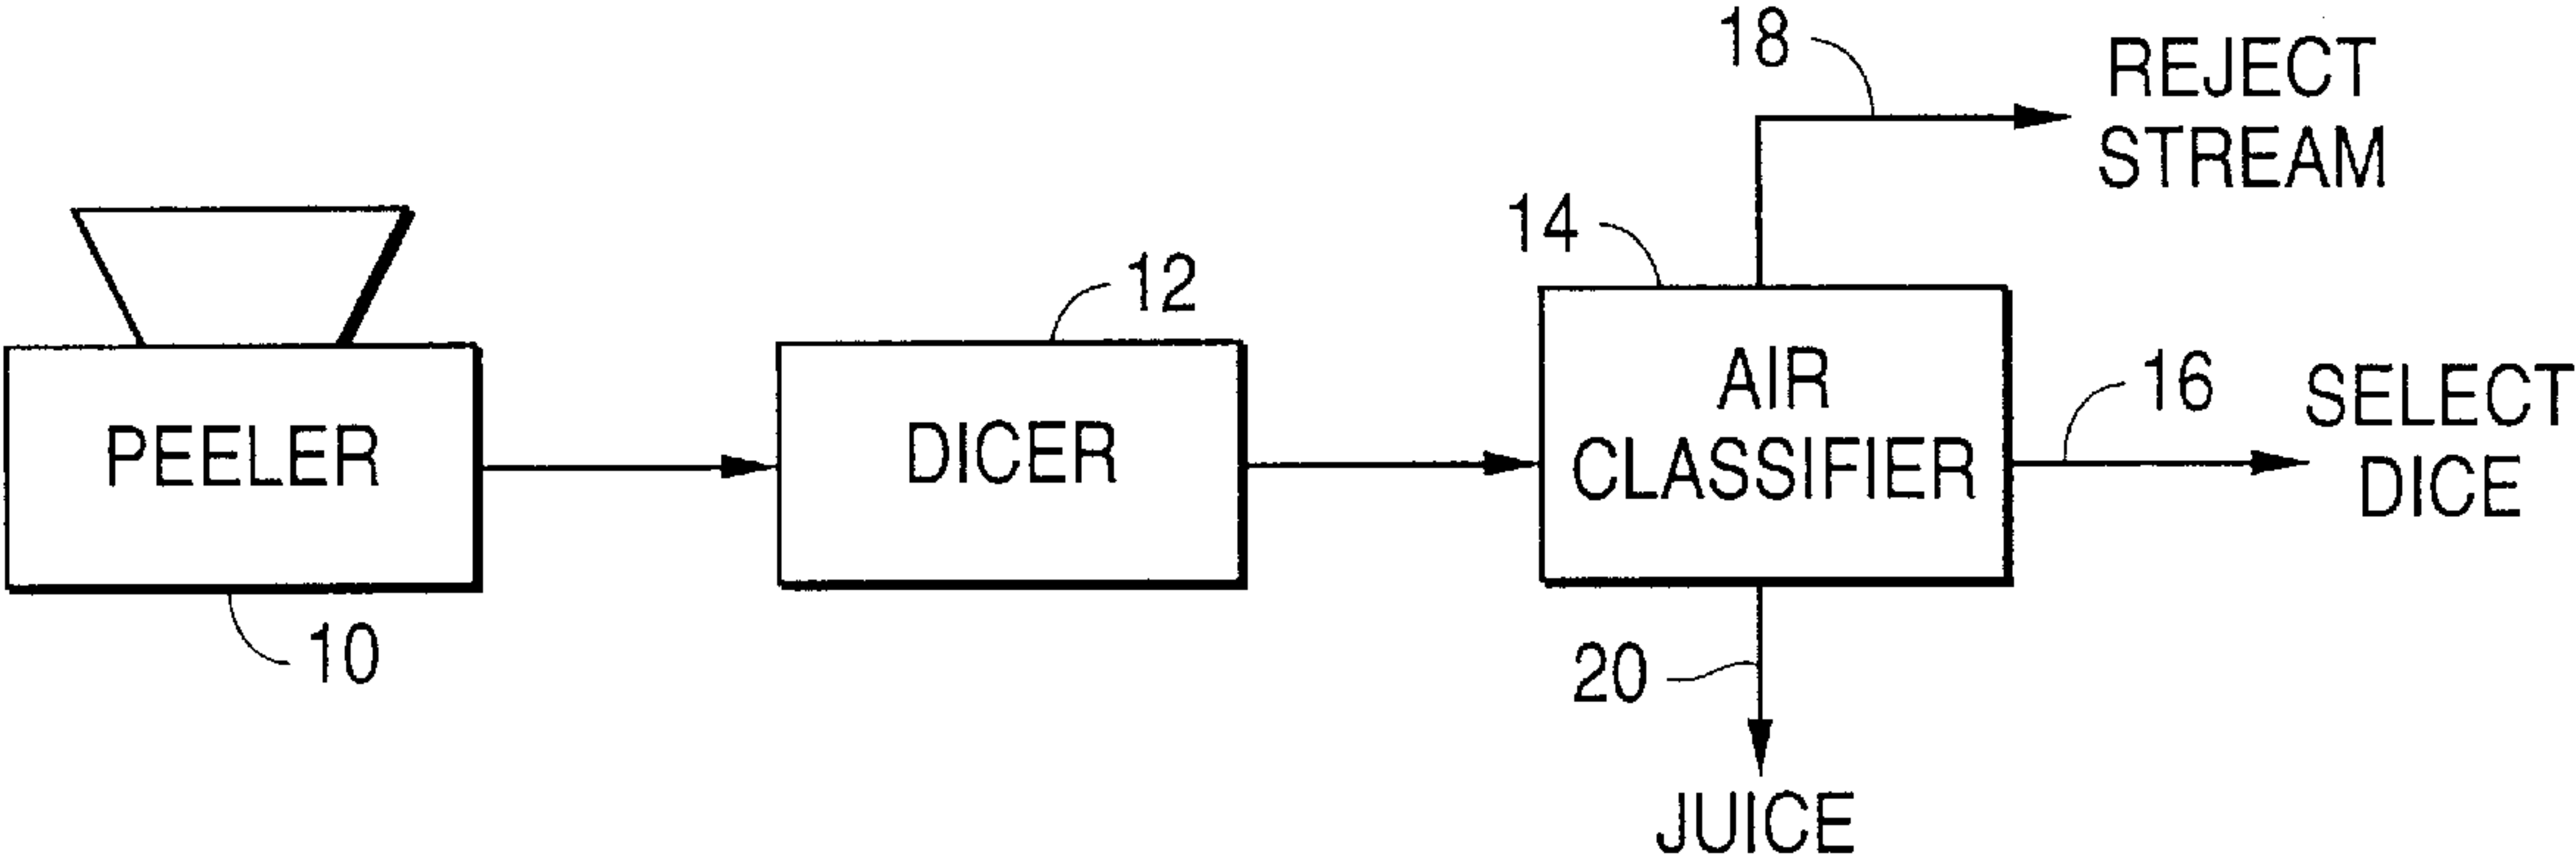 18
REJECT
STREAM
14
12
AIR
CLASSIFIER
16
SELECT
DICE
PEELER
DICER
10
20
JUICE